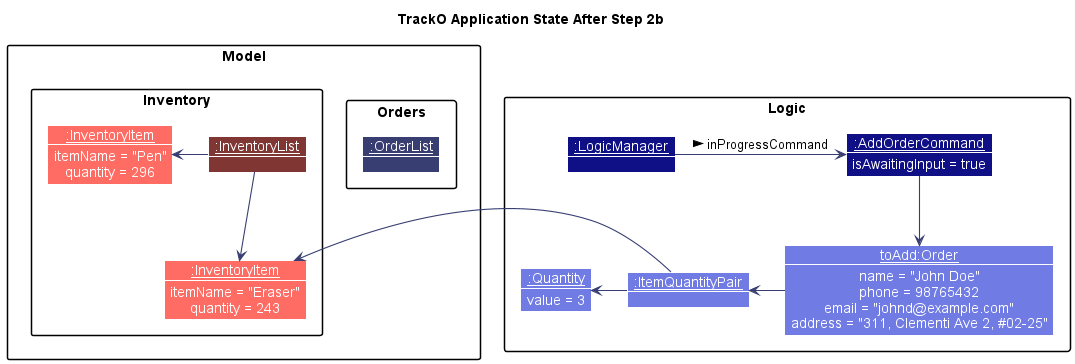 TrackO Application State After Step 2b
Model
Inventory
:InventoryItem
itemName = "Pen"
quantity = 296
:InventoryList
:InventoryItem
itemName = "Eraser"
quantity = 243
Orders
:OrderList
Logic
:LogicManager
inProgressCommand
:AddOrderCommand
isAwaitingInput = true
:Quantity
value = 3
:ItemQuantityPair
toAdd:Order
name = "John Doe"
phone = 98765432
email = "johnd@example.com"
address = "311, Clementi Ave 2, #02-25"